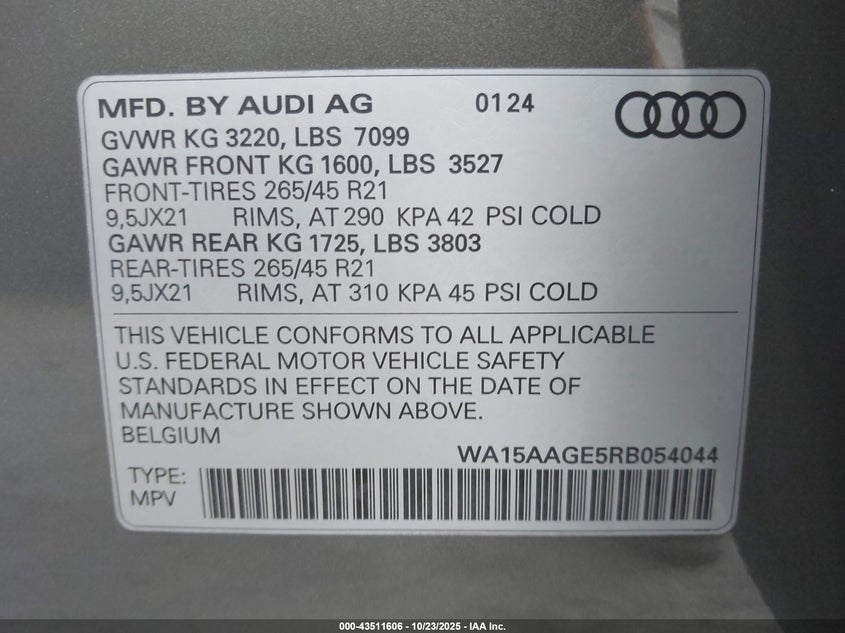 MFD. BY AUDI AG 0124
GVWR KG 3220, LBS 7099
GAWR FRONT KG 1600, LBS 3527
FRONT-TIRES 265/45 R21
9,5JX21 RIMS, AT 290 KPA 42 PSI COLD
GAWR REAR KG 1725, LBS 3803
REAR-TIRES 265/45 R21
9,5JX21 RIMS, AT 310 KPA 45 PSI COLD
THIS VEHICLE CONFORMS TO ALL APPLICABLE
U.S. FEDERAL MOTOR VEHICLE SAFETY
STANDARDS IN EFFECT ON THE DATE OF
MANUFACTURE SHOWN ABOVE.
BELGIUM
WA15AAGE5RB054044
TYPE:
MPV
000-43511606 - 10/23/2025 - IAA Inc.